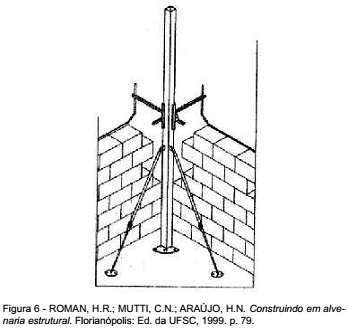 Figura 6 - ROMAN, H.R.; MUTTI, C.N.; ARAÚJO, H.N. Construindo em alve-
naria estrutural. Florianópolis: Ed. da UFSC, 1999. p. 79.